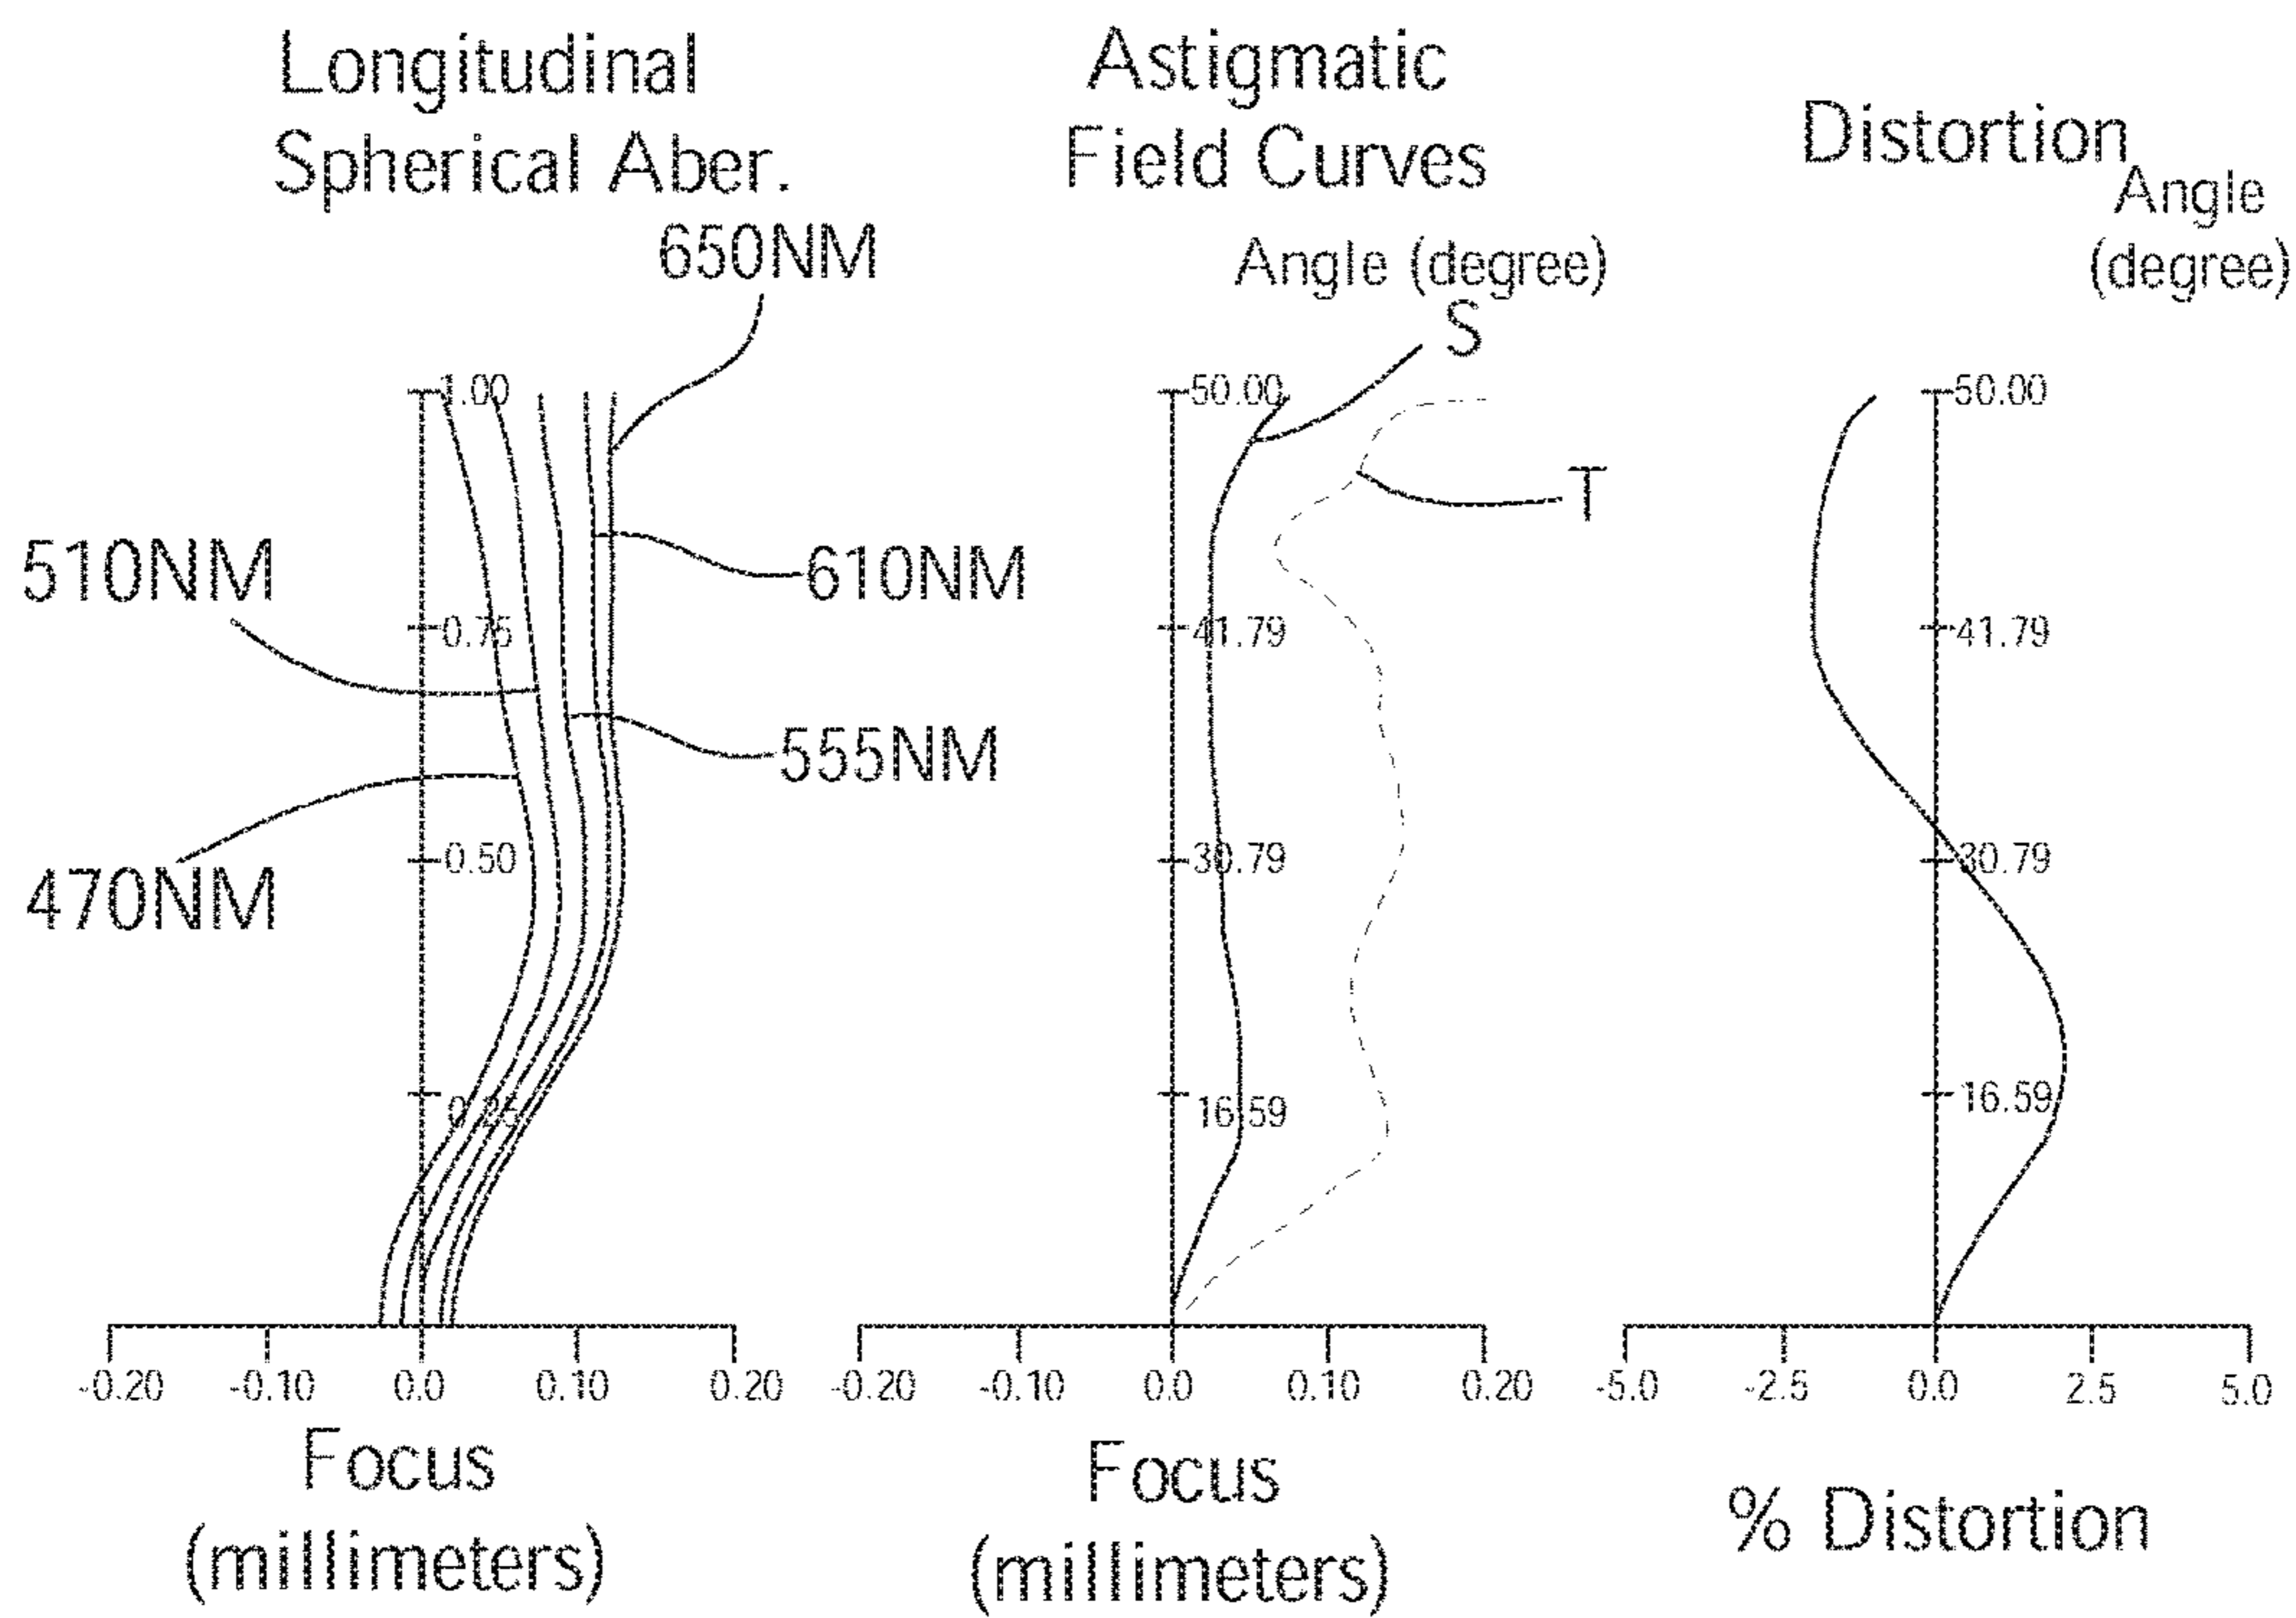 Longitudinal
Spherical Aber.
650NM
1.00
510NM
610NM
0.75
555NM
0.50
470NM
0.25
-0.20 -0.10 0.0 0.10 0.20
Focus
(millimeters)
Astigmatic
Field Curves
Angle (degree)
S
50.00
T
41.79
30.79
16.59
-0.20 -0.10 0.0 0.10 0.20
Focus
(millimeters)
Distortion
Angle
(degree)
50.00
41.79
30.79
16.59
-5.0 -2.5 0.0 2.5 5.0
% Distortion